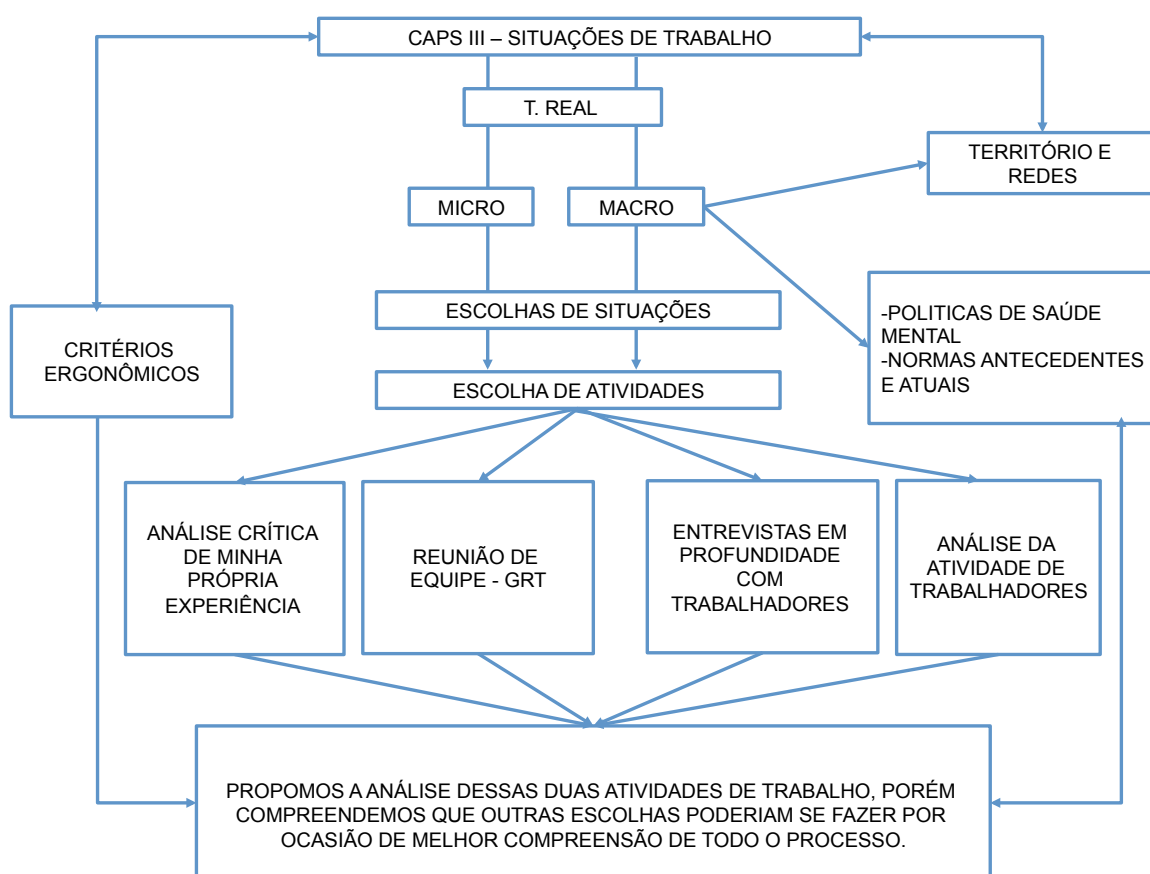 CAPS III – SITUAÇÕES DE TRABALHO
T. REAL
TERRITÓRIO E
REDES
MICRO
MACRO
-POLITICAS DE SAÚDE
MENTAL
-NORMAS ANTECEDENTES
E ATUAIS
ESCOLHAS DE SITUAÇÕES
CRITÉRIOS
ERGONÔMICOS
ESCOLHA DE ATIVIDADES
ANÁLISE CRÍTICA
DE MINHA
PRÓPRIA
EXPERIÊNCIA
REUNIÃO DE
EQUIPE - GRT
ENTREVISTAS EM
PROFUNDIDADE
COM
TRABALHADORES
ANÁLISE DA
ATIVIDADE DE
TRABALHADORES
PROPOMOS A ANÁLISE DESSAS DUAS ATIVIDADES DE TRABALHO, PORÉM
COMPREENDEMOS QUE OUTRAS ESCOLHAS PODERIAM SE FAZER POR
OCASIÃO DE MELHOR COMPREENSÃO DE TODO O PROCESSO.